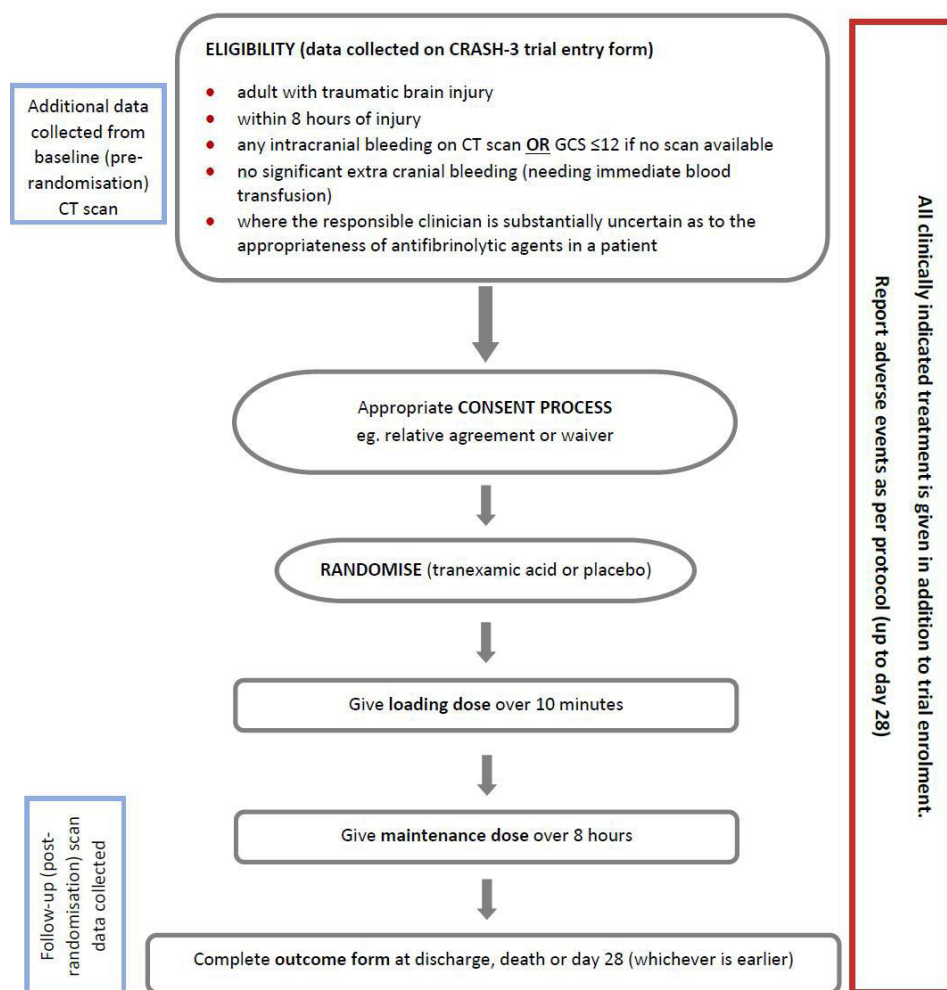 ELIGIBILITY (data collected on CRASH-3 trial entry form)
• adult with traumatic brain injury
• within 8 hours of injury
• any intracranial bleeding on CT scan OR GCS ≤12 if no scan available
• no significant extra cranial bleeding (needing immediate blood
transfusion)
• where the responsible clinician is substantially uncertain as to the
appropriateness of antifibrinolytic agents in a patient
Additional data
collected from
baseline (pre-
randomisation)
CT scan
Appropriate CONSENT PROCESS
eg. relative agreement or waiver
RANDOMISE (tranexamic acid or placebo)
Give loading dose over 10 minutes
Give maintenance dose over 8 hours
Follow-up (post-
randomisation) scan
data collected
Complete outcome form at discharge, death or day 28 (whichever is earlier)
All clinically indicated treatment is given in addition to trial enrolment.
Report adverse events as per protocol (up to day 28)